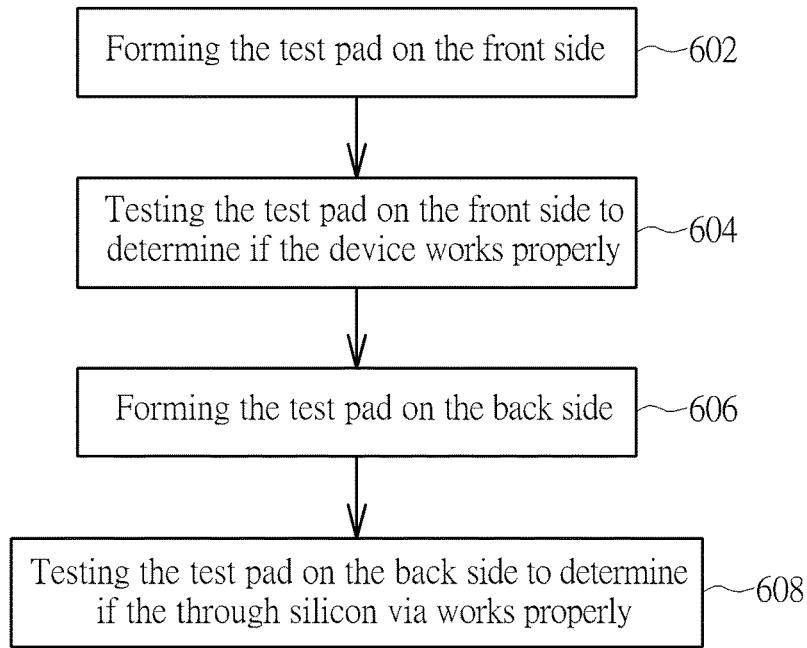 Forming the test pad on the front side
602
Testing the test pad on the front side to
determine if the device works properly
604
Forming the test pad on the back side
606
Testing the test pad on the back side to determine
if the through silicon via works properly
608